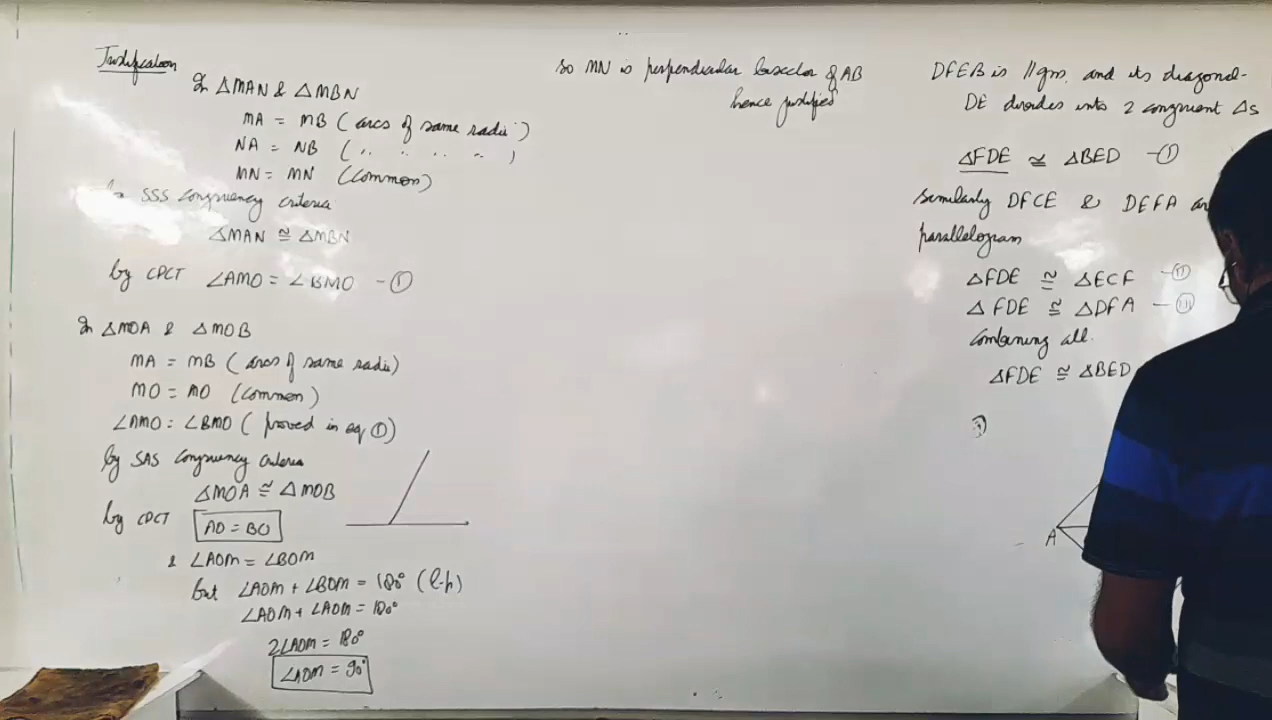 Justification
In ΔMAN & ΔMBN
MA = MB (arcs of same radii)
NA = NB ( ,, ,, ,, ,, )
MN = MN (common)
SSS congruency criteria
ΔMAN ≅ ΔMBN
by CPCT ∠AMO = ∠BMO - ①
In ΔMOA & ΔMOB
MA = MB (arcs of same radii)
MO = MO (common)
∠AMO = ∠BMO (proved in eq ①)
by SAS congruency criteria
ΔMOA ≅ ΔMOB
by CPCT AO = BO
& ∠AOM = ∠BOM
but ∠AOM + ∠BOM = 180° (l.p)
∠AOM + ∠AOM = 180°
2∠AOM = 180°
∠AOM = 90°
So MN is perpendicular bisector of AB
hence justified
DFEB is ||gm. and its diagonal-
DE divides into 2 congruent Δs
ΔFDE ≅ ΔBED -①
Similarly DFCE & DEFA
parallelogram
ΔFDE ≅ ΔECF -⑪
ΔFDE ≅ ΔDFA -(111)
Combining all.
ΔFDE ≅ ΔBED
A